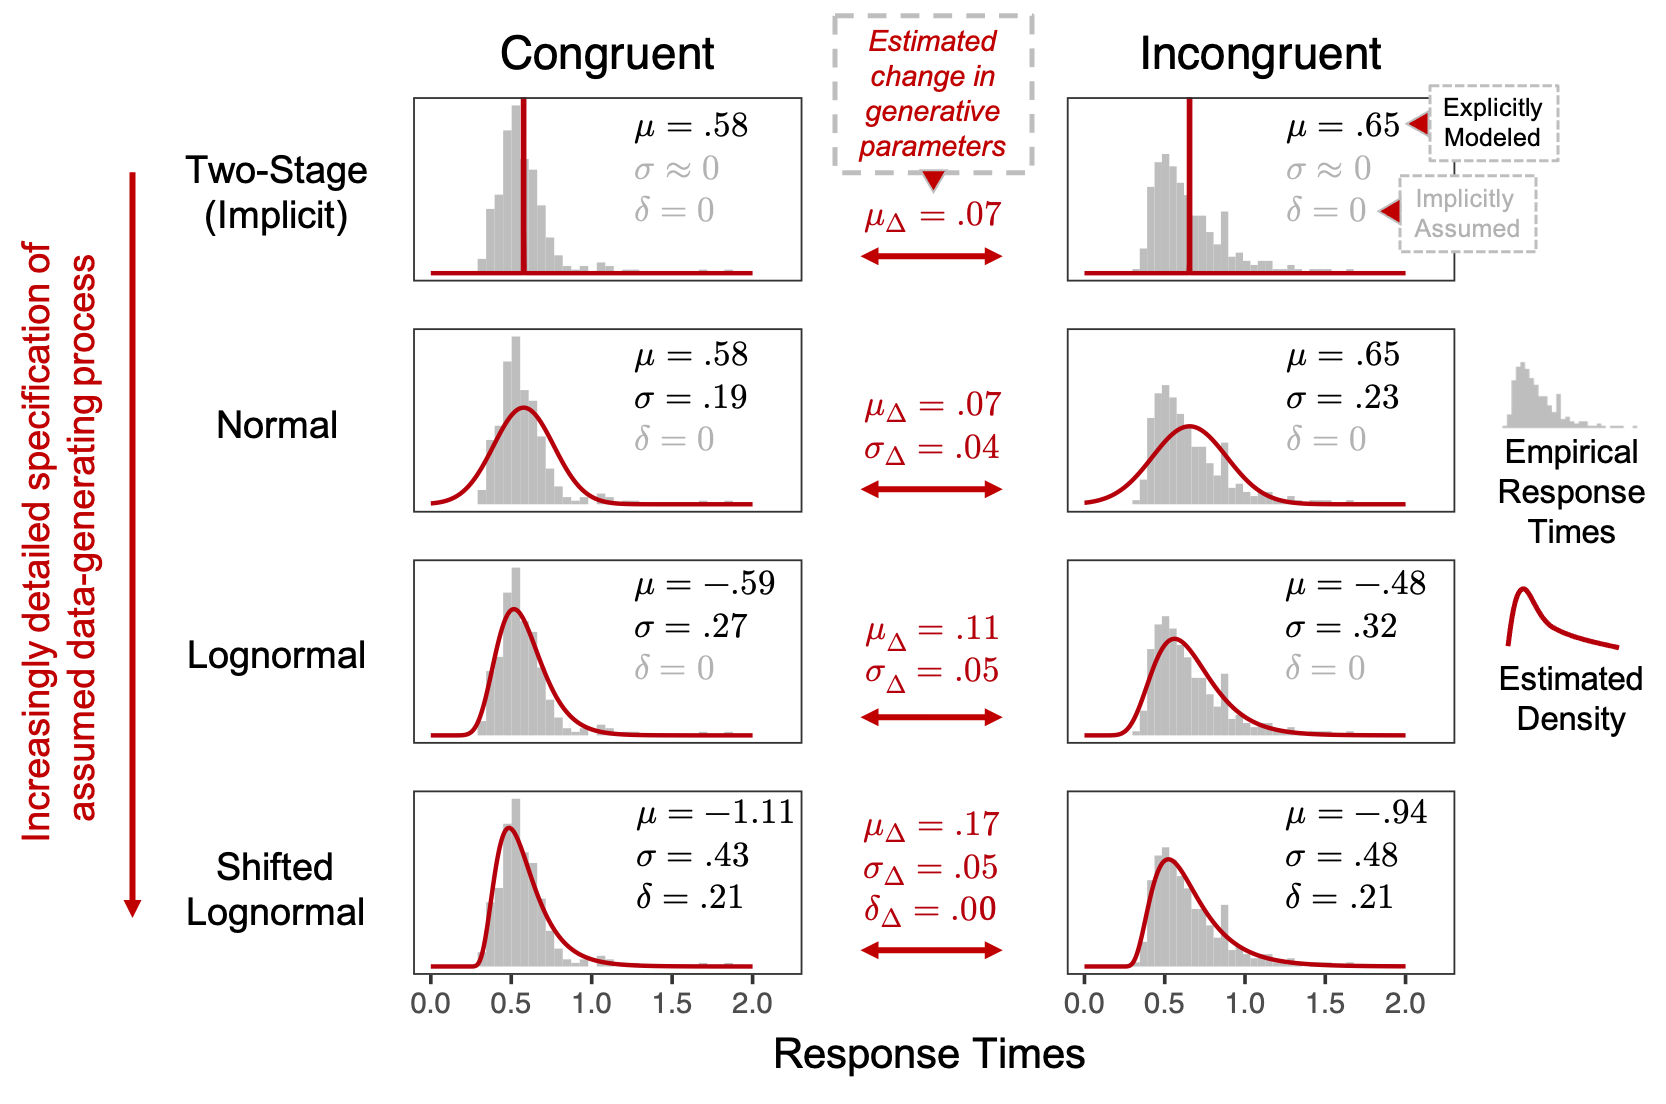 Congruent
Estimated
change in
generative
parameters
Incongruent
Explicitly
Modeled
Implicitly
Assumed
Increasingly detailed specification of
assumed data-generating process
Two-Stage
(Implicit)
μ = .58
σ ≈ 0
δ = 0
μ_Δ = .07
μ = .65
σ ≈ 0
δ = 0
Normal
μ = .58
σ = .19
δ = 0
μ_Δ = .07
σ_Δ = .04
μ = .65
σ = .23
δ = 0
Empirical
Response
Times
Lognormal
μ = −.59
σ = .27
δ = 0
μ_Δ = .11
σ_Δ = .05
μ = −.48
σ = .32
δ = 0
Estimated
Density
Shifted
Lognormal
μ = −1.11
σ = .43
δ = .21
μ_Δ = .17
σ_Δ = .05
δ_Δ = .00
μ = −.94
σ = .48
δ = .21
0.0 0.5 1.0 1.5 2.0
0.0 0.5 1.0 1.5 2.0
Response Times